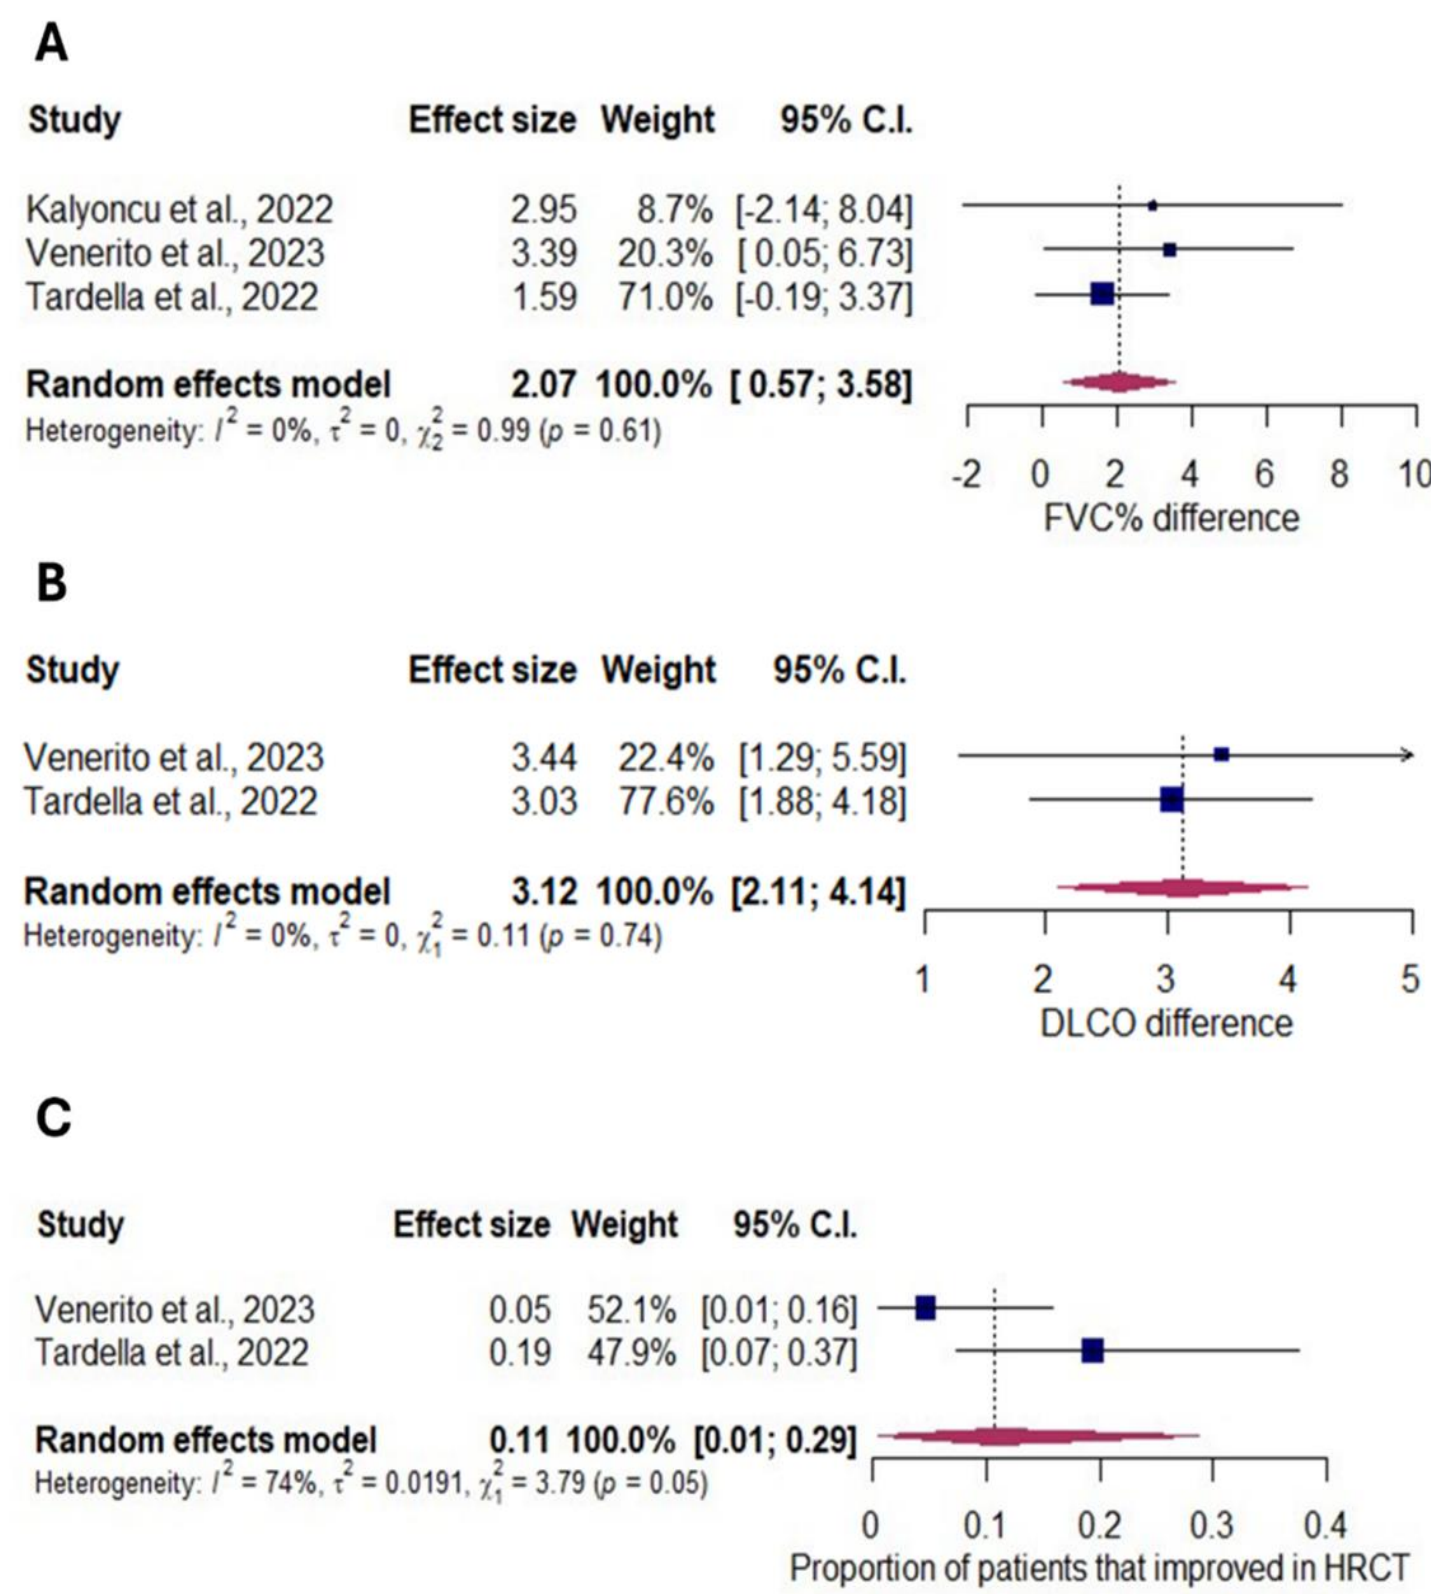 A
Study Effect size Weight 95% C.I.
Kalyoncu et al., 2022 2.95 8.7% [-2.14; 8.04]
Venerito et al., 2023 3.39 20.3% [ 0.05; 6.73]
Tardella et al., 2022 1.59 71.0% [-0.19; 3.37]
Random effects model 2.07 100.0% [ 0.57; 3.58]
Heterogeneity: I² = 0%, τ² = 0, χ²₂ = 0.99 (p = 0.61)
-2 0 2 4 6 8 10
FVC% difference
B
Study Effect size Weight 95% C.I.
Venerito et al., 2023 3.44 22.4% [1.29; 5.59]
Tardella et al., 2022 3.03 77.6% [1.88; 4.18]
Random effects model 3.12 100.0% [2.11; 4.14]
Heterogeneity: I² = 0%, τ² = 0, χ²₁ = 0.11 (p = 0.74)
1 2 3 4 5
DLCO difference
C
Study Effect size Weight 95% C.I.
Venerito et al., 2023 0.05 52.1% [0.01; 0.16]
Tardella et al., 2022 0.19 47.9% [0.07; 0.37]
Random effects model 0.11 100.0% [0.01; 0.29]
Heterogeneity: I² = 74%, τ² = 0.0191, χ²₁ = 3.79 (p = 0.05)
0 0.1 0.2 0.3 0.4
Proportion of patients that improved in HRCT